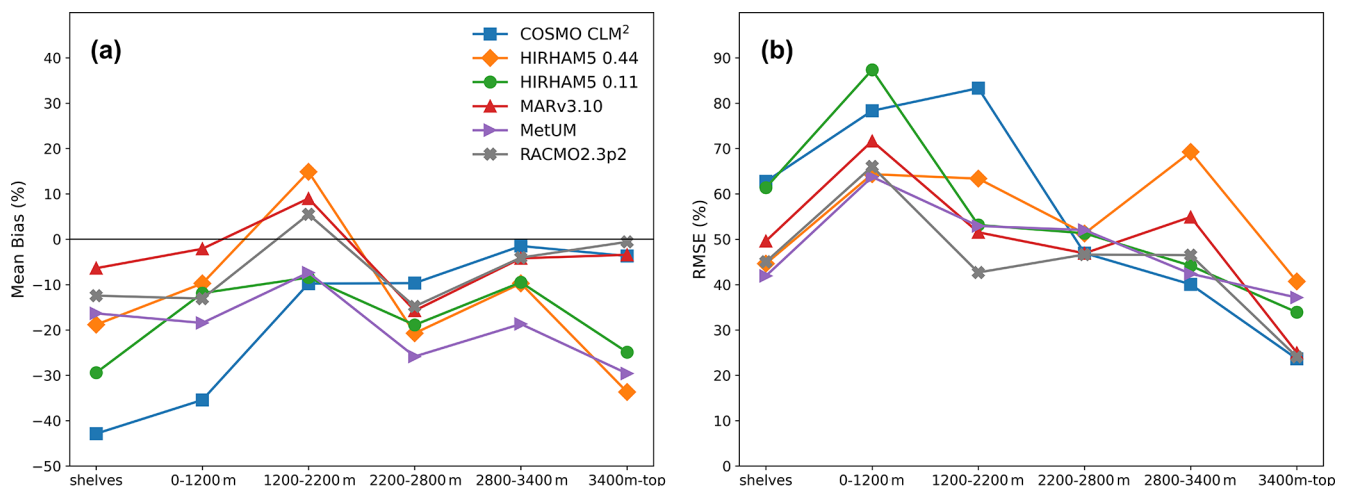 (a)
COSMO CLM²
HIRHAM5 0.44
HIRHAM5 0.11
MARv3.10
MetUM
RACMO2.3p2
Mean Bias (%)
40
30
20
10
0
−10
−20
−30
−40
−50
shelves
0-1200 m
1200-2200 m
2200-2800 m
2800-3400 m
3400m-top
(b)
RMSE (%)
90
80
70
60
50
40
30
20
10
0
shelves
0-1200 m
1200-2200 m
2200-2800 m
2800-3400 m
3400m-top